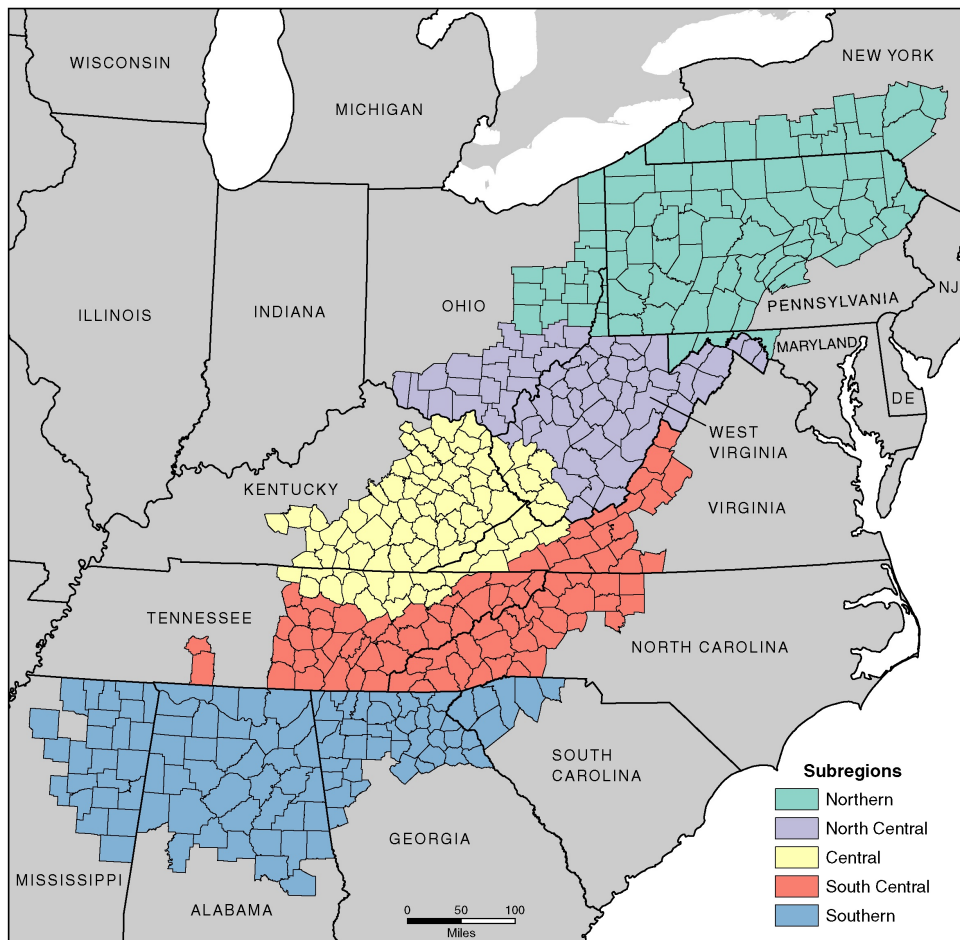 NEW YORK
WISCONSIN
MICHIGAN
NJ
PENNSYLVANIA
OHIO
ILLINOIS
INDIANA
MARYLAND
DE
WEST
VIRGINIA
KENTUCKY
VIRGINIA
TENNESSEE
NORTH CAROLINA
SOUTH
CAROLINA
Subregions
Northern
North Central
Central
South Central
Southern
GEORGIA
MISSISSIPPI
ALABAMA
0 50 100
Miles